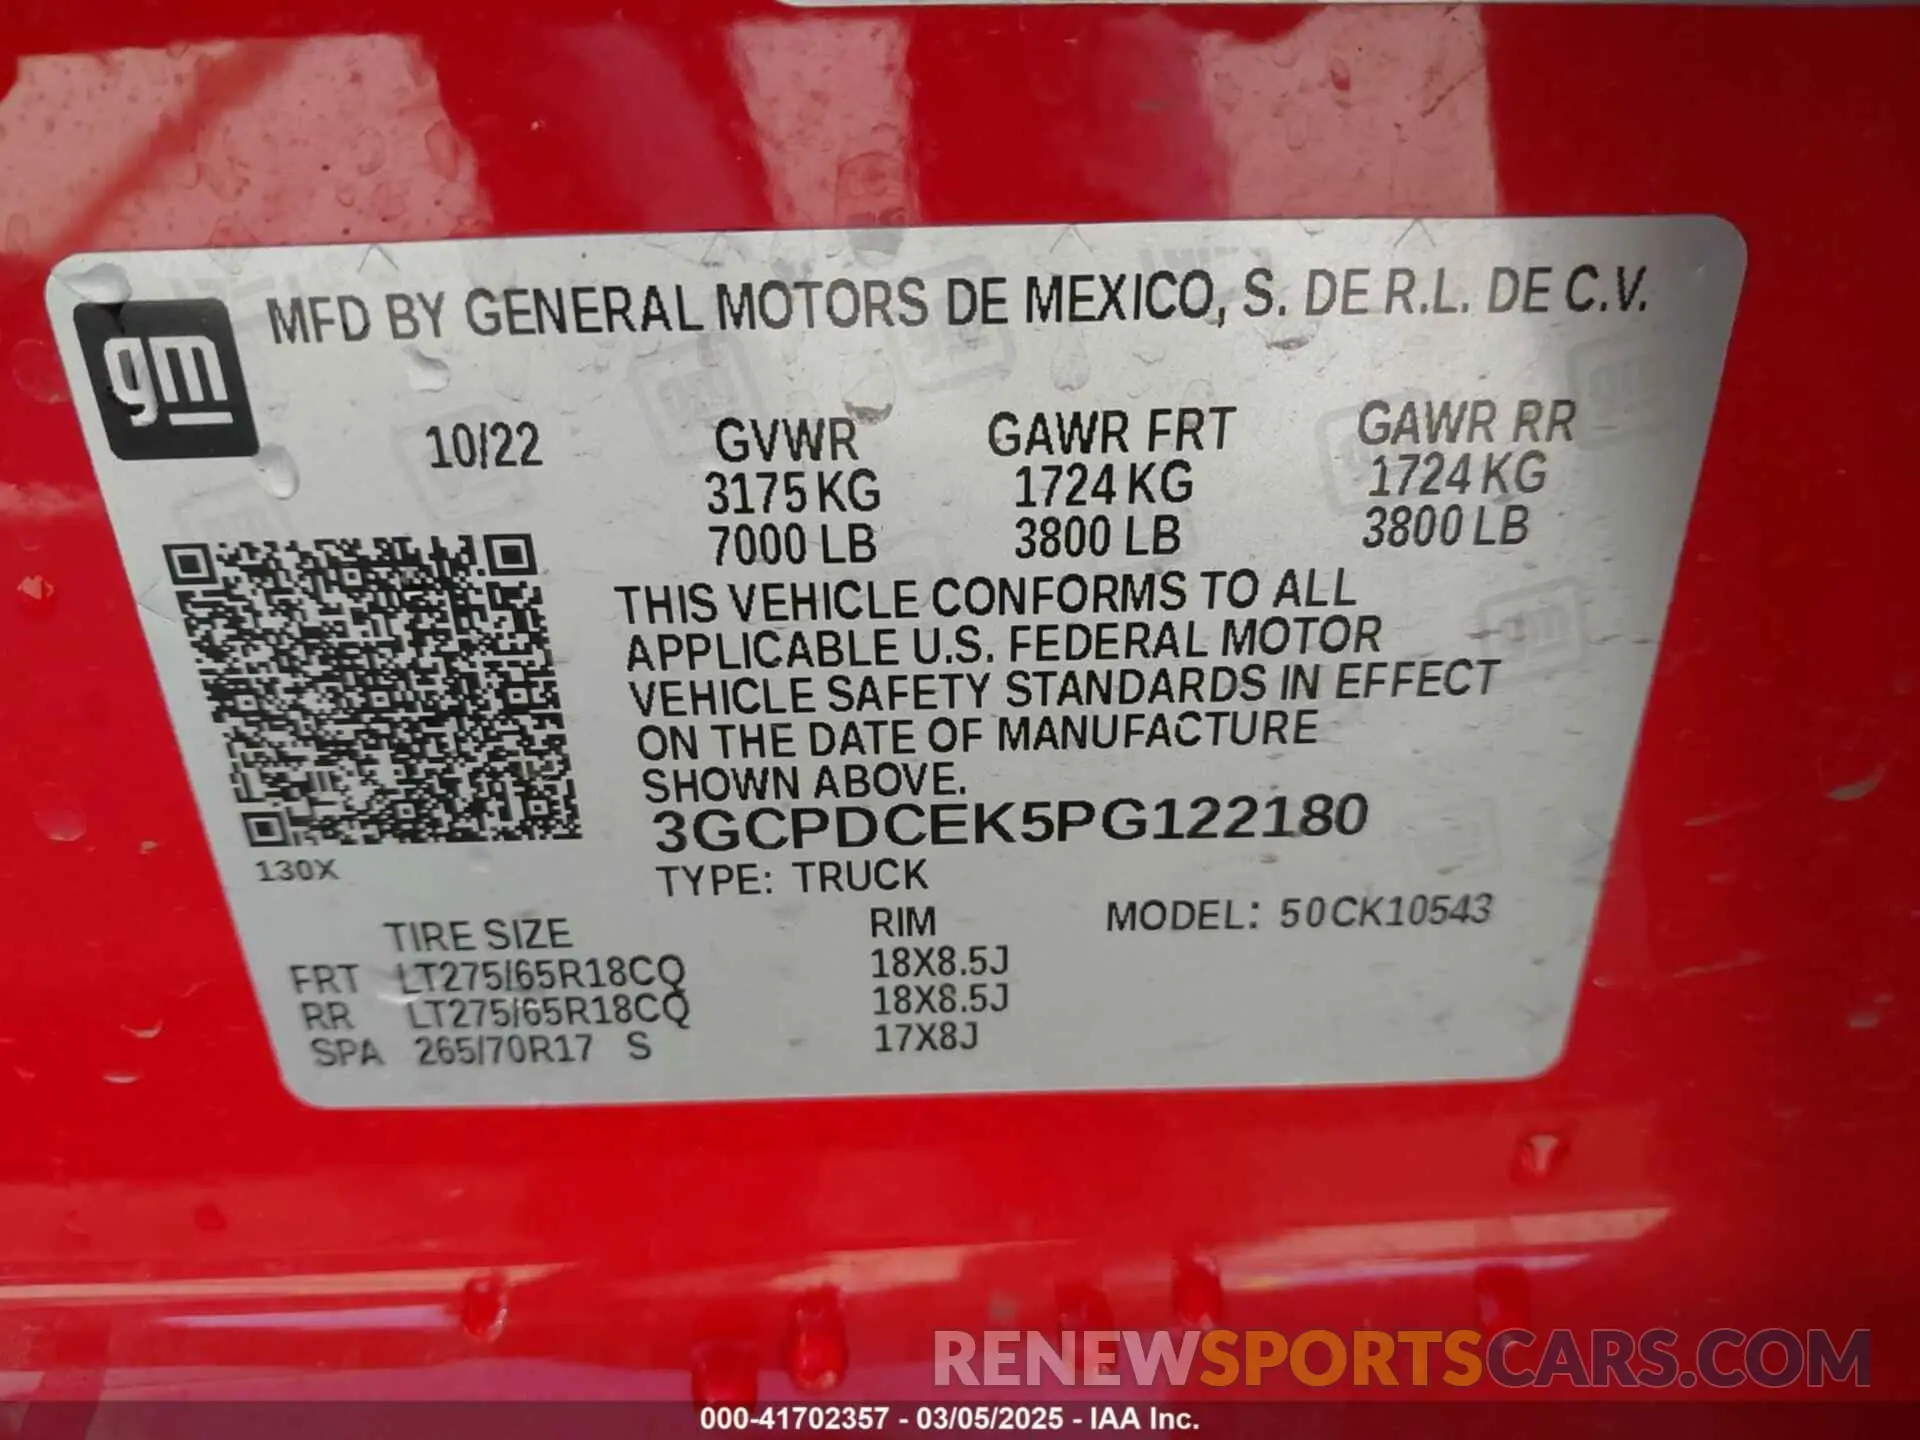 MFD BY GENERAL MOTORS DE MEXICO, S. DE R.L. DE C.V.
gm
10/22 GVWR GAWR FRT GAWR RR
3175 KG 1724 KG 1724 KG
7000 LB 3800 LB 3800 LB
THIS VEHICLE CONFORMS TO ALL
APPLICABLE U.S. FEDERAL MOTOR
VEHICLE SAFETY STANDARDS IN EFFECT
ON THE DATE OF MANUFACTURE
SHOWN ABOVE.
3GCPDCEK5PG122180
130X
TYPE: TRUCK
TIRE SIZE RIM MODEL: 50CK10543
FRT LT275/65R18CQ 18X8.5J
RR LT275/65R18CQ 18X8.5J
SPA 265/70R17 S 17X8J
RENEWSPORTSCARS.COM
000-41702357 - 03/05/2025 - IAA Inc.